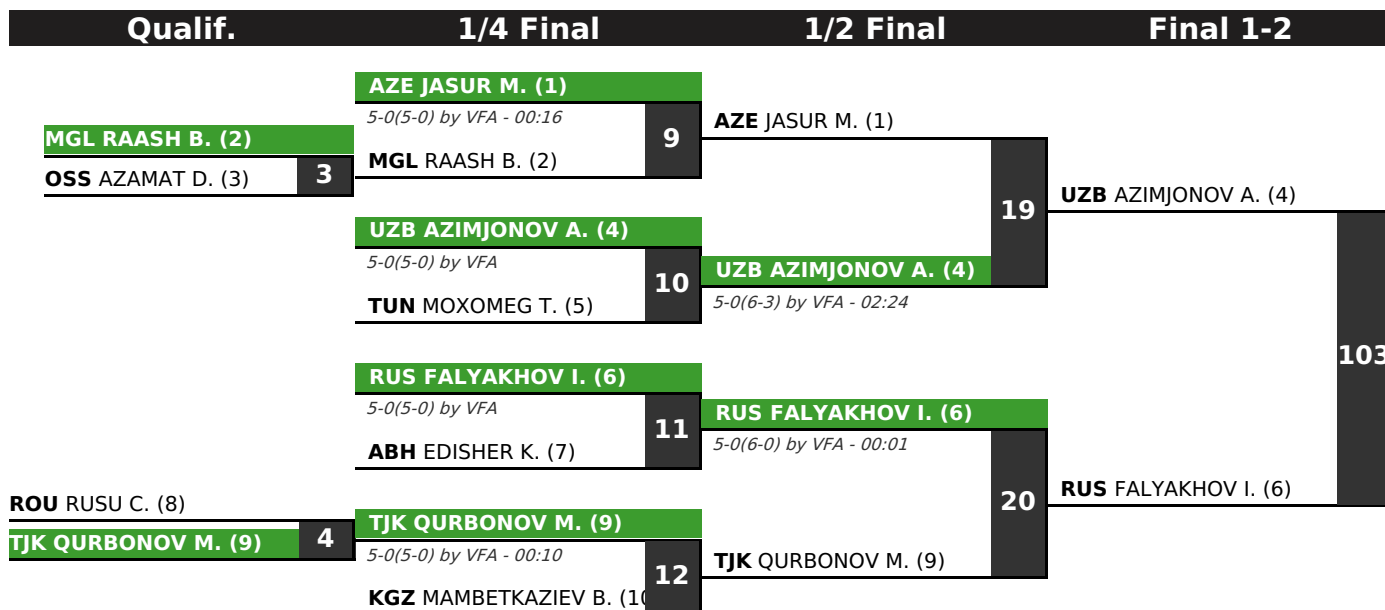 Qualif. 1/4 Final 1/2 Final Final 1-2
AZE JASUR M. (1)
5-0(5-0) by VFA - 00:16
9
AZE JASUR M. (1)
MGL RAASH B. (2)
MGL RAASH B. (2)
OSS AZAMAT D. (3)
3
19
UZB AZIMJONOV A. (4)
UZB AZIMJONOV A. (4)
5-0(5-0) by VFA
10
UZB AZIMJONOV A. (4)
TUN MOXOMEG T. (5)
5-0(6-3) by VFA - 02:24
103
RUS FALYAKHOV I. (6)
5-0(5-0) by VFA
11
RUS FALYAKHOV I. (6)
ABH EDISHER K. (7)
5-0(6-0) by VFA - 00:01
20
RUS FALYAKHOV I. (6)
ROU RUSU C. (8)
TJK QURBONOV M. (9)
4
TJK QURBONOV M. (9)
5-0(5-0) by VFA - 00:10
12
TJK QURBONOV M. (9)
KGZ MAMBETKAZIEV B. (10